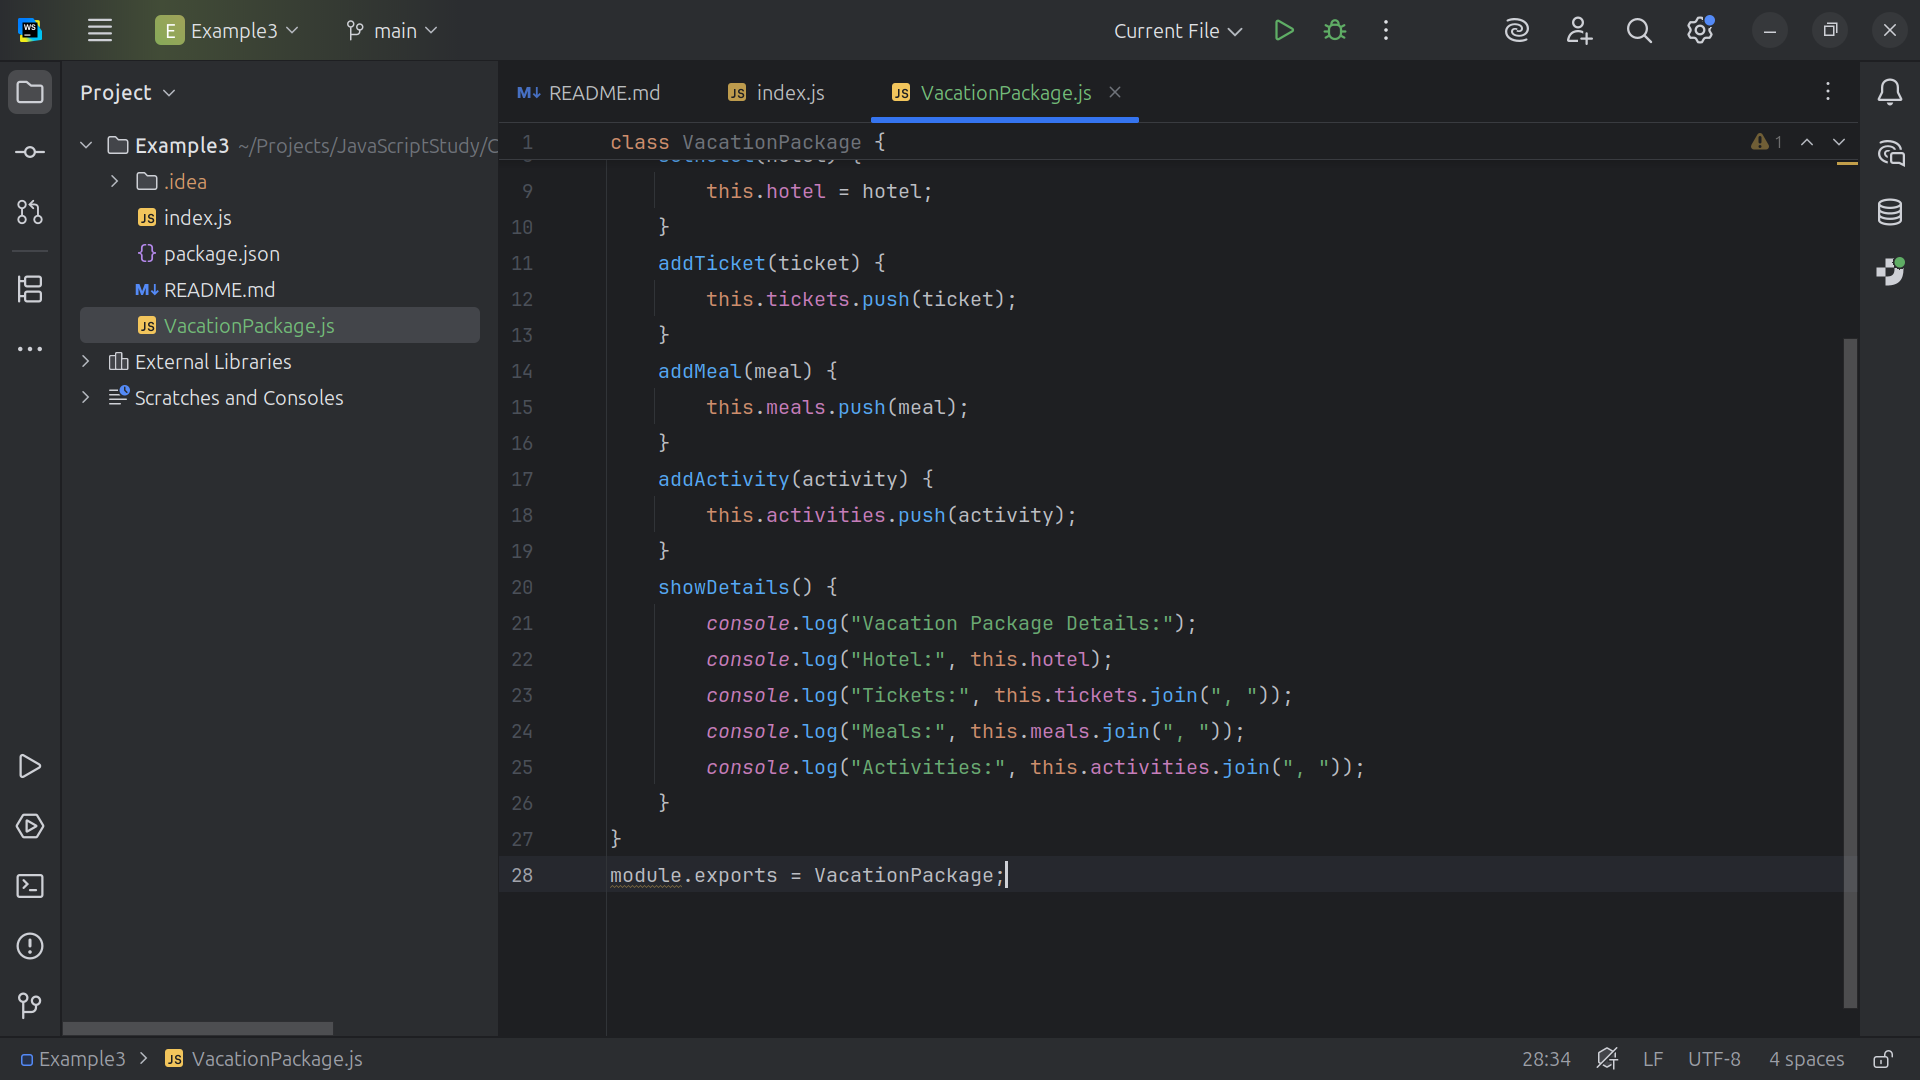 WS
E Example3
main
Current File
Project
README.md
index.js
VacationPackage.js
Example3 ~/Projects/JavaScriptStudy/C
.idea
index.js
package.json
README.md
VacationPackage.js
External Libraries
Scratches and Consoles
1 class VacationPackage {
1
9 this.hotel = hotel;
10 }
11 addTicket(ticket) {
12 this.tickets.push(ticket);
13 }
14 addMeal(meal) {
15 this.meals.push(meal);
16 }
17 addActivity(activity) {
18 this.activities.push(activity);
19 }
20 showDetails() {
21 console.log("Vacation Package Details:");
22 console.log("Hotel:", this.hotel);
23 console.log("Tickets:", this.tickets.join(", "));
24 console.log("Meals:", this.meals.join(", "));
25 console.log("Activities:", this.activities.join(", "));
26 }
27 }
28 module.exports = VacationPackage;
Example3 > VacationPackage.js
28:34 LF UTF-8 4 spaces